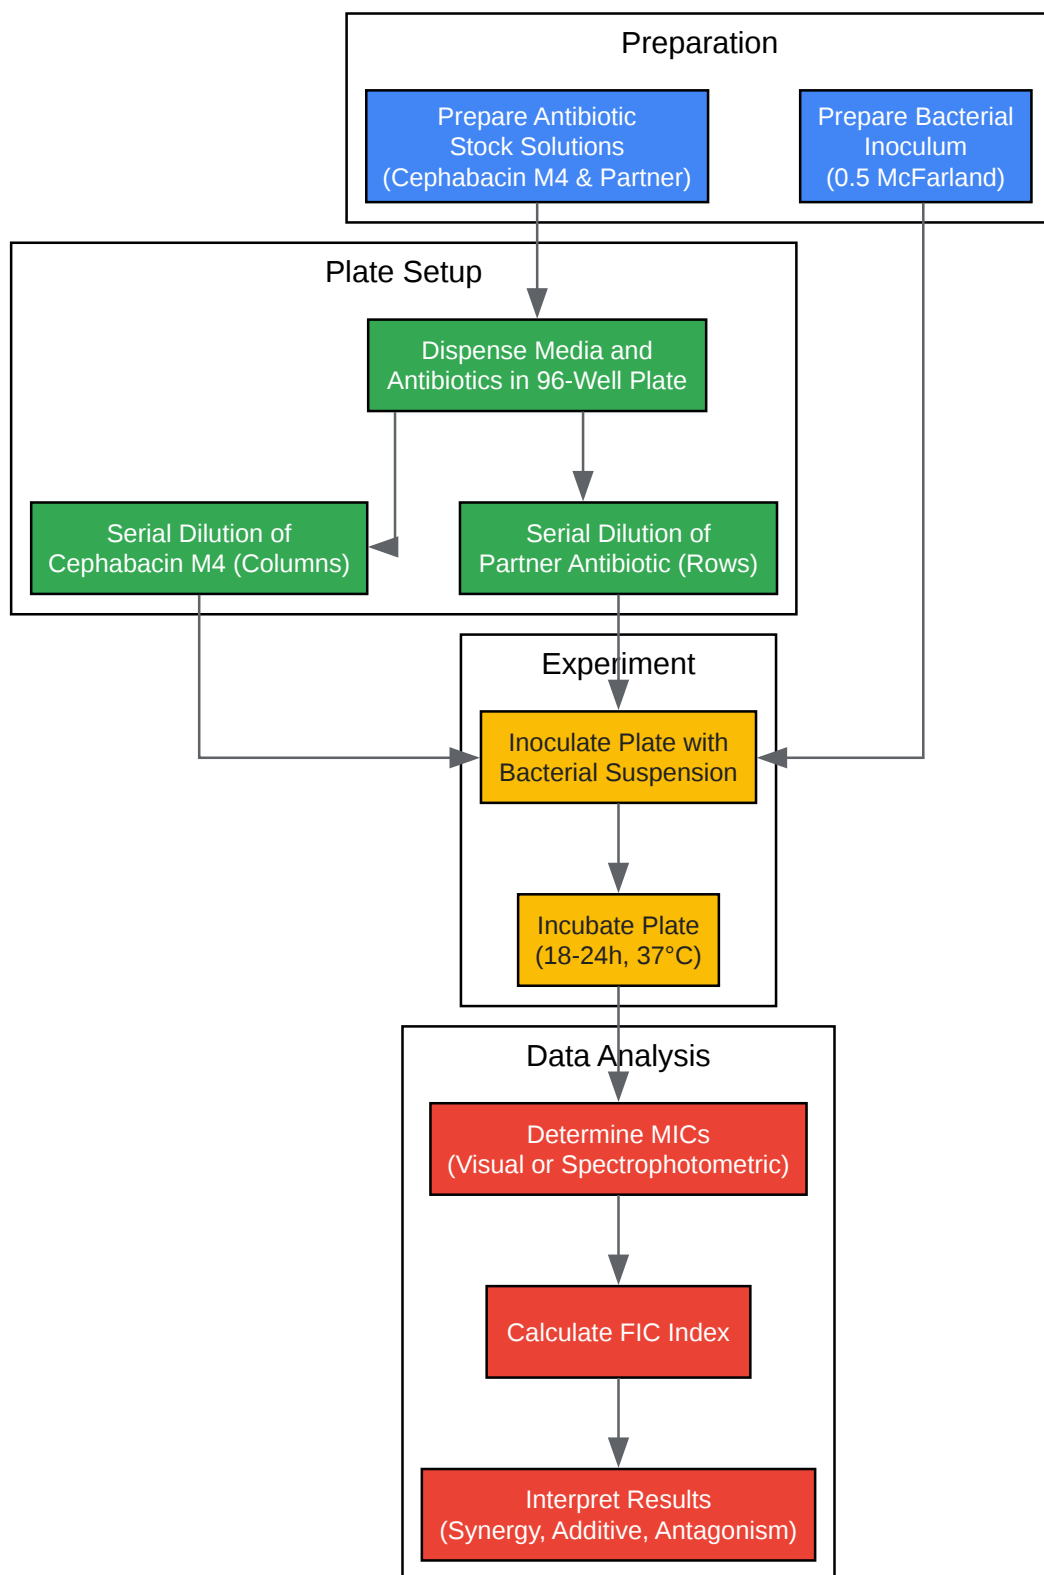 Preparation
Prepare Antibiotic
Stock Solutions
(Cephabacin M4 & Partner)
Prepare Bacterial
Inoculum
(0.5 McFarland)
Plate Setup
Dispense Media and
Antibiotics in 96-Well Plate
Serial Dilution of
Cephabacin M4 (Columns)
Serial Dilution of
Partner Antibiotic (Rows)
Experiment
Inoculate Plate with
Bacterial Suspension
Incubate Plate
(18-24h, 37°C)
Data Analysis
Determine MICs
(Visual or Spectrophotometric)
Calculate FIC Index
Interpret Results
(Synergy, Additive, Antagonism)